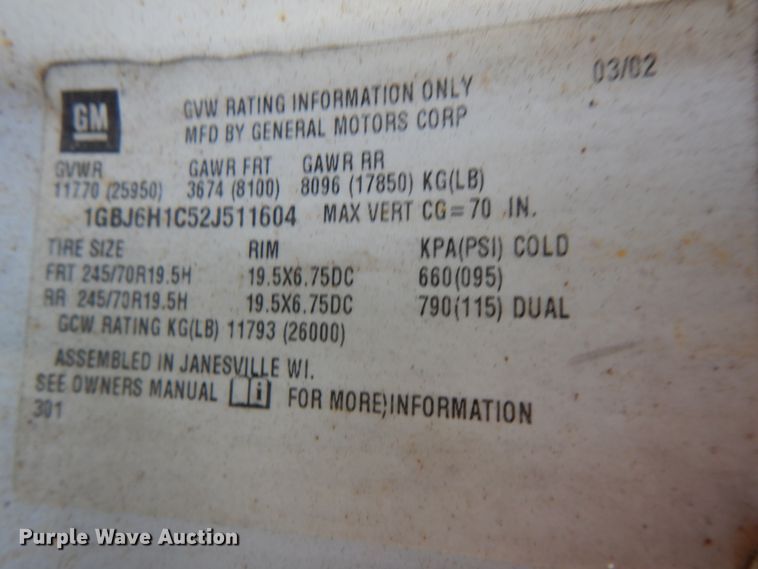 03/02
GM
GVW RATING INFORMATION ONLY
MFD BY GENERAL MOTORS CORP
GVWR GAWR FRT GAWR RR
11770 (25950) 3674 (8100) 8096 (17850) KG(LB)
1GBJ6H1C52J511604 MAX VERT CG=70 IN.
TIRE SIZE RIM KPA(PSI) COLD
FRT 245/70R19.5H 19.5X6.75DC 660(095)
RR 245/70R19.5H 19.5X6.75DC 790(115) DUAL
GCW RATING KG(LB) 11793 (26000)
ASSEMBLED IN JANESVILLE WI.
SEE OWNERS MANUAL i FOR MORE INFORMATION
301
Purple Wave Auction